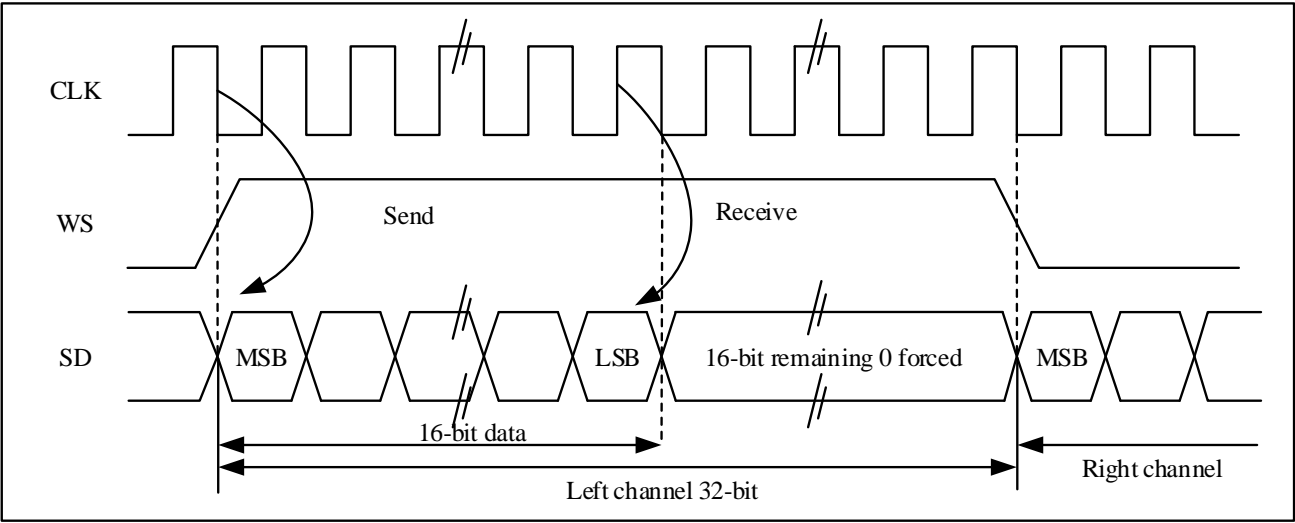 CLK
WS
Send
Receive
SD
MSB
LSB
16-bit remaining 0 forced
MSB
16-bit data
Right channel
Left channel 32-bit